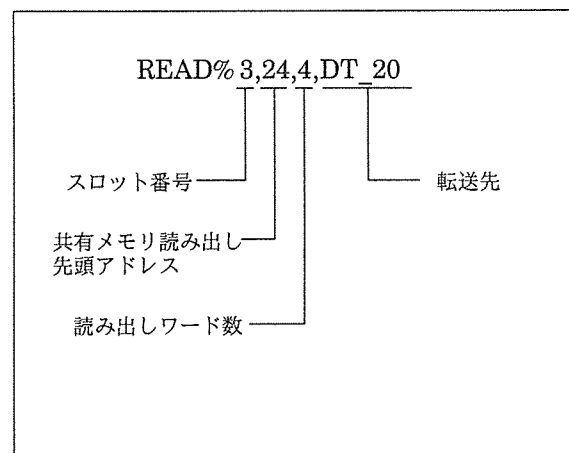 READ% 3,24,4,DT_20
スロット番号
転送先
共有メモリ読み出し
先頭アドレス
読み出しワード数